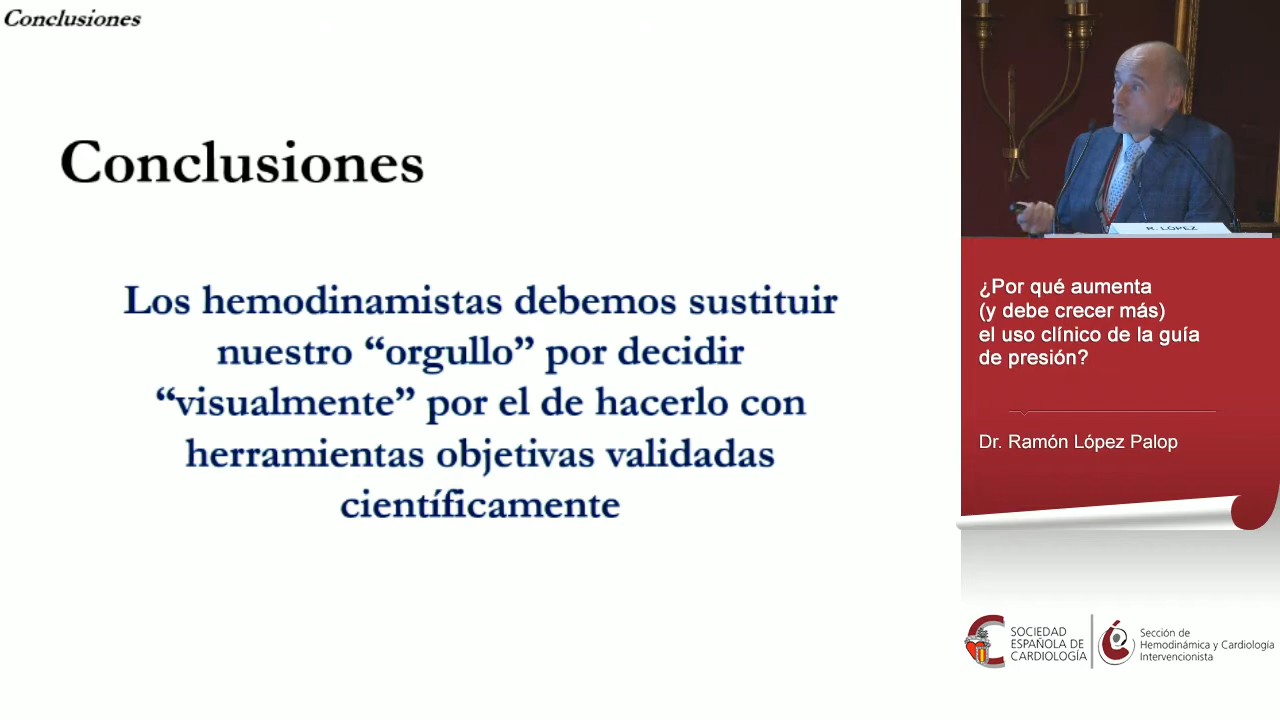 Conclusiones
Conclusiones
Los hemodinamistas debemos sustituir
nuestro “orgullo” por decidir
“visualmente” por el de hacerlo con
herramientas objetivas validadas
científicamente
R. LÓPEZ
¿Por qué aumenta
(y debe crecer más)
el uso clínico de la guía
de presión?
Dr. Ramón López Palop
SOCIEDAD
ESPAÑOLA DE
CARDIOLOGÍA
Sección de
Hemodinámica y Cardiología
Intervencionista